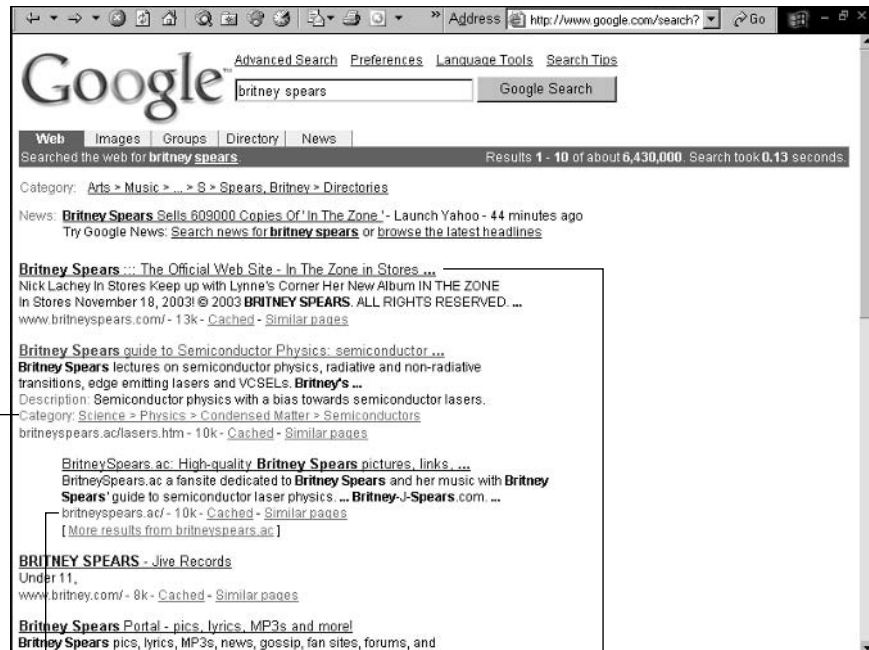 » Address http://www.google.com/search? Go
Google™
Advanced Search Preferences Language Tools Search Tips
britney spears Google Search
Web Images Groups Directory News
Searched the web for britney spears. Results 1 - 10 of about 6,430,000. Search took 0.13 seconds.
Category: Arts > Music > ... > S > Spears, Britney > Directories
News: Britney Spears Sells 609000 Copies Of 'In The Zone' - Launch Yahoo - 44 minutes ago
Try Google News: Search news for britney spears or browse the latest headlines
Britney Spears ::: The Official Web Site - In The Zone in Stores ...
Nick Lachey In Stores Keep up with Lynne's Corner Her New Album IN THE ZONE
In Stores November 18, 2003! © 2003 BRITNEY SPEARS. ALL RIGHTS RESERVED. ...
www.britneyspears.com/ - 13k - Cached - Similar pages
Britney Spears guide to Semiconductor Physics: semiconductor ...
Britney Spears lectures on semiconductor physics, radiative and non-radiative
transitions, edge emitting lasers and VCSELs. Britney's ...
Description: Semiconductor physics with a bias towards semiconductor lasers.
Category: Science > Physics > Condensed Matter > Semiconductors
britneyspears.ac/lasers.htm - 10k - Cached - Similar pages
BritneySpears.ac: High-quality Britney Spears pictures, links, ...
BritneySpears.ac a fansite dedicated to Britney Spears and her music with Britney
Spears' guide to semiconductor laser physics. ... Britney-J-Spears.com. ...
britneyspears.ac/ - 10k - Cached - Similar pages
[ More results from britneyspears.ac ]
BRITNEY SPEARS - Jive Records
Under 11,
www.britney.com/ - 8k - Cached - Similar pages
Britney Spears Portal - pics, lyrics, MP3s and more!
Britney Spears pics, lyrics, MP3s, news, gossip, fan sites, forums, and